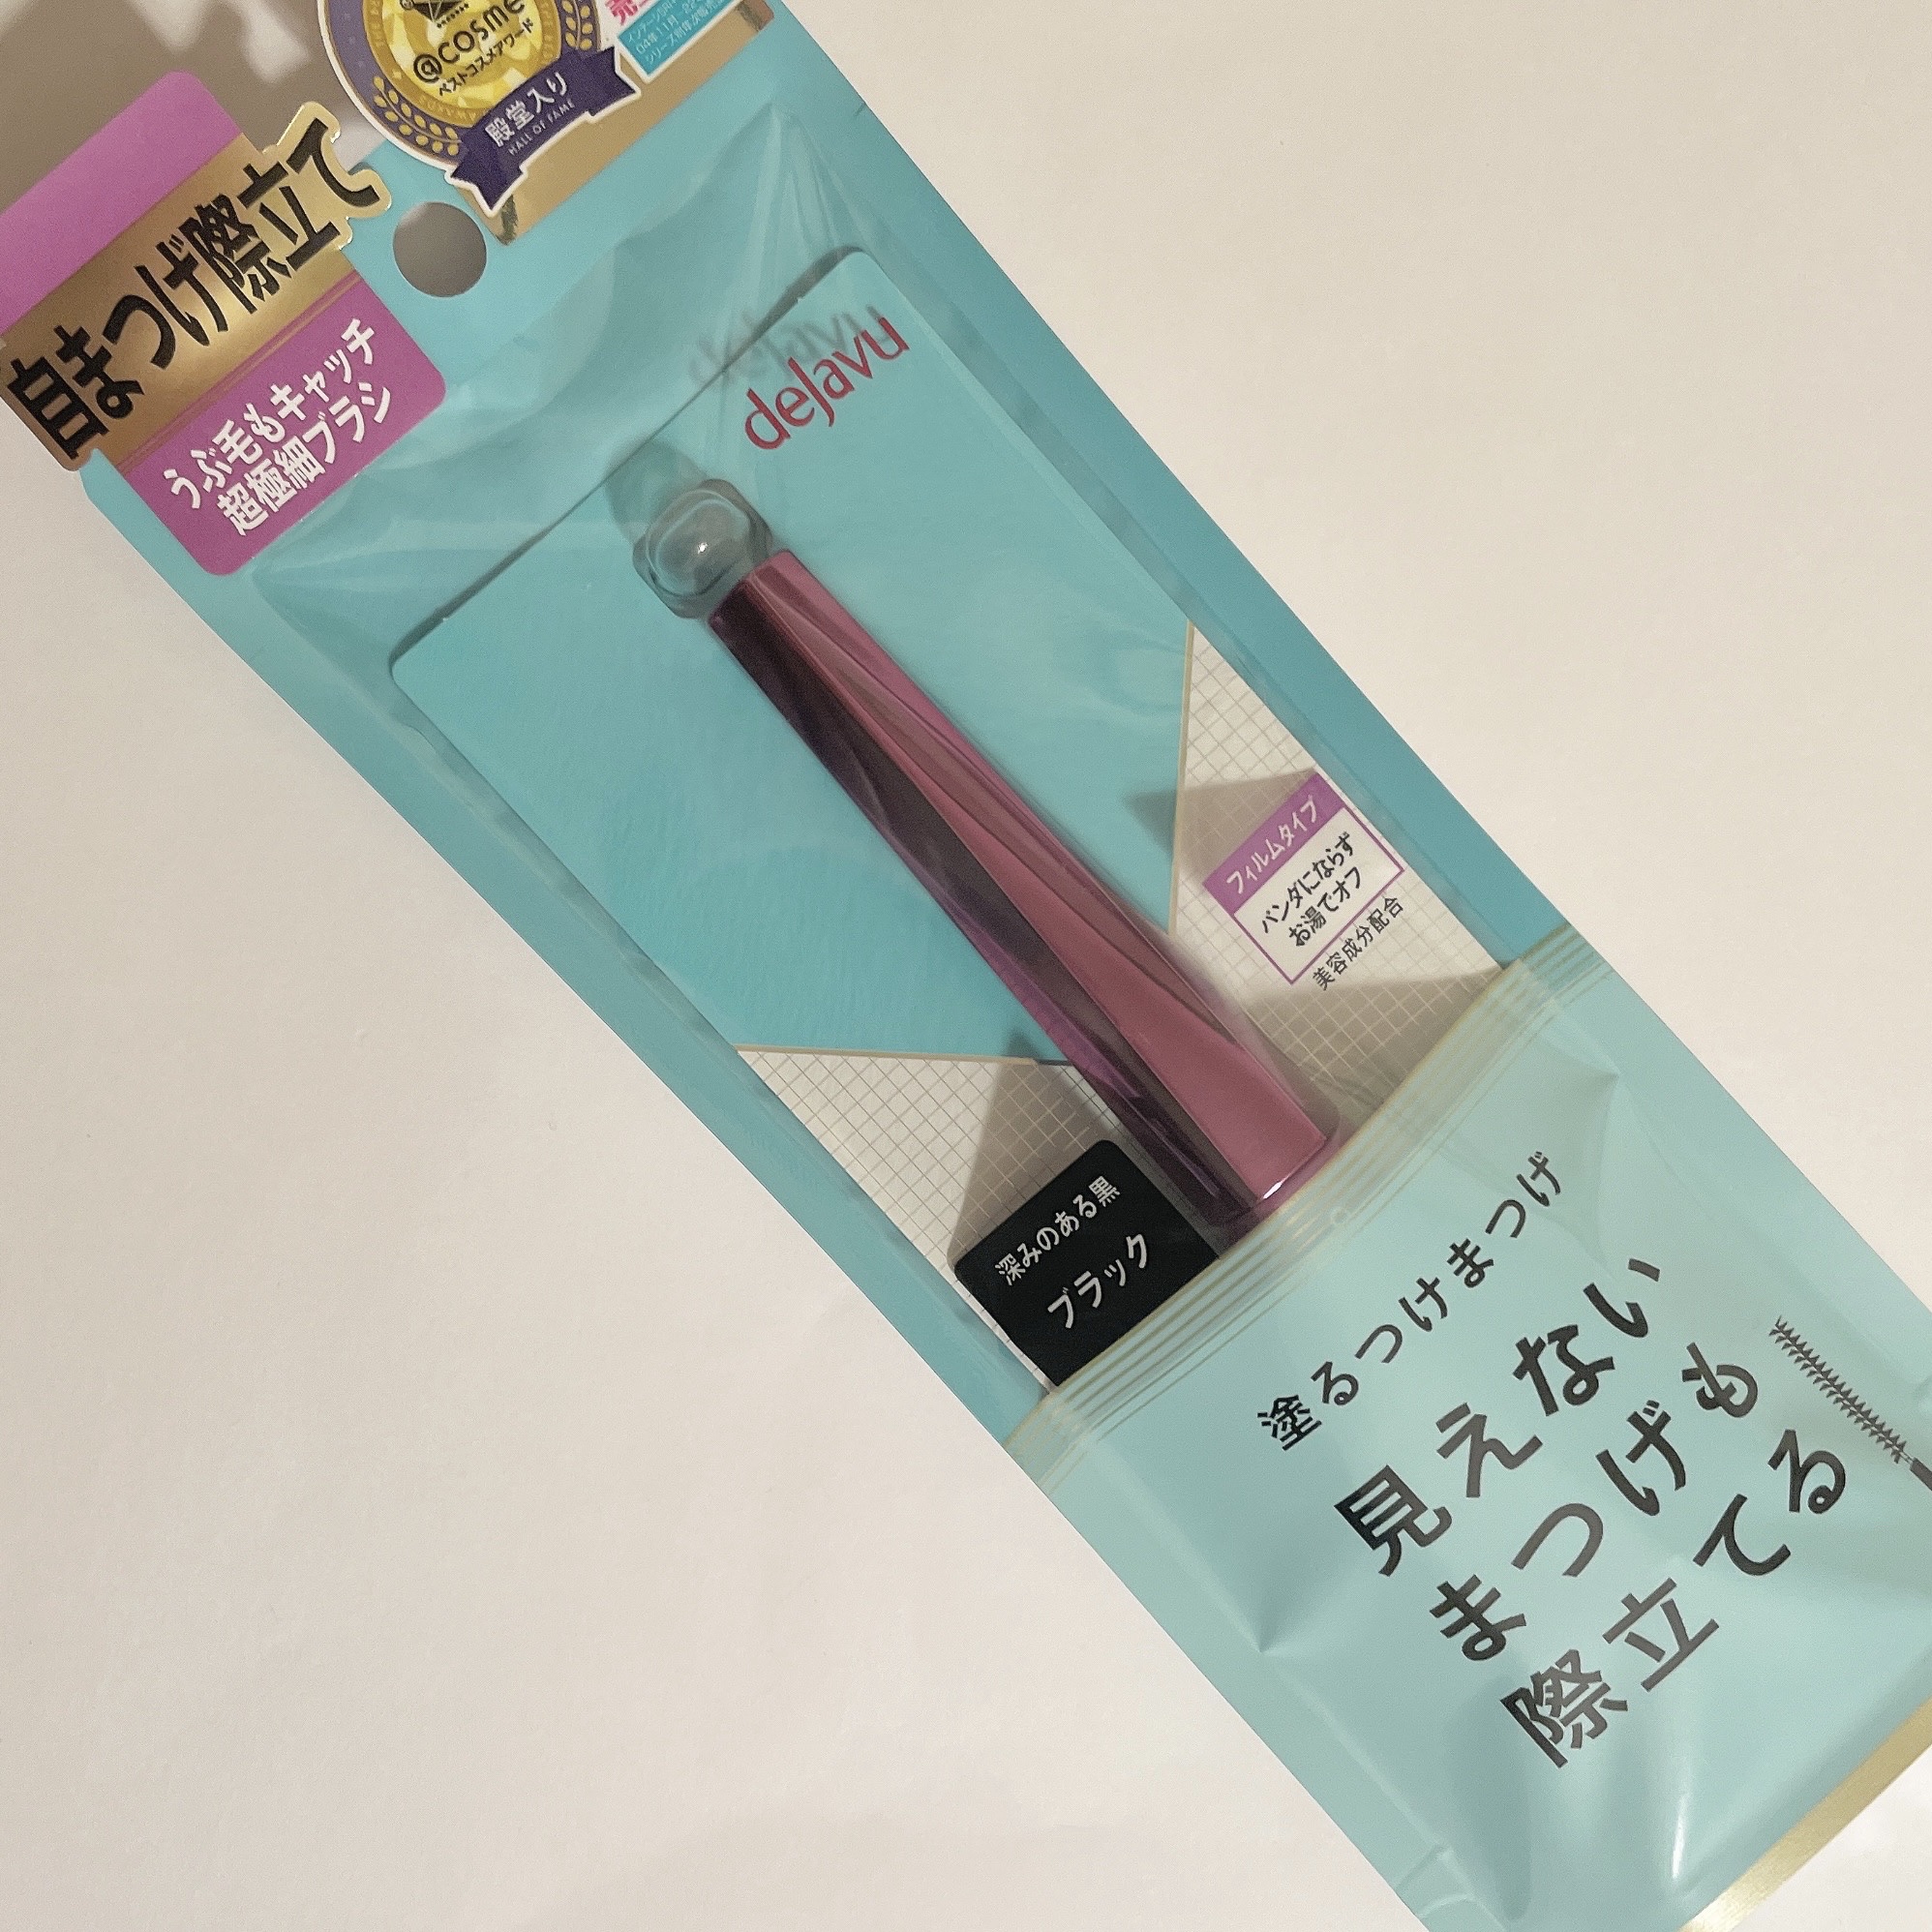 @cosme
ベストコスメアワード
殿堂入り
HALL OF FAME
自まつげ際立て
うぶ毛もキャッチ
超極細ブラシ
dejavu
フィルムタイプ
パンダにならず
お湯でオフ
美容成分配合
深みのある黒
ブラック
塗るつけまつげ
見えない
まつげも
際立てる